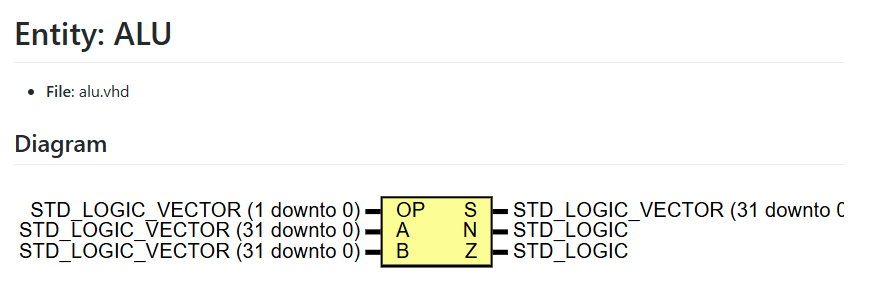 Entity: ALU
File: alu.vhd
Diagram
STD_LOGIC_VECTOR (1 downto 0) OP S STD_LOGIC_VECTOR (31 downto
STD_LOGIC_VECTOR (31 downto 0) A N STD_LOGIC
STD_LOGIC_VECTOR (31 downto 0) B Z STD_LOGIC